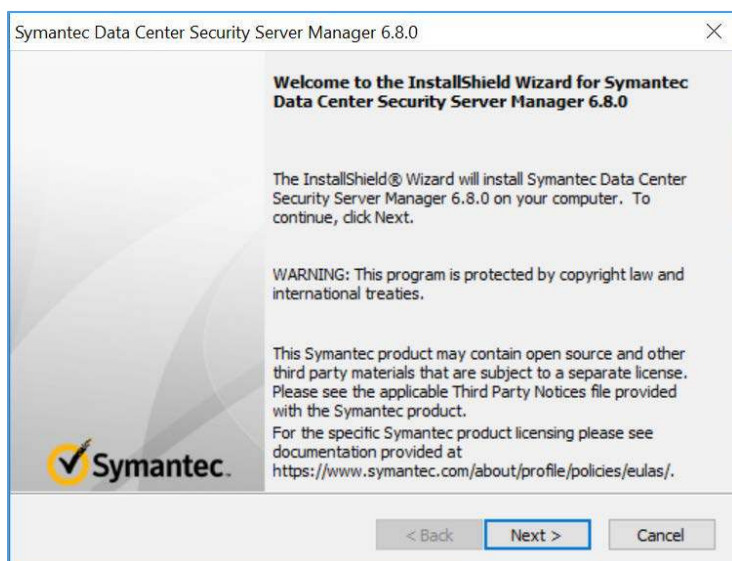 Symantec Data Center Security Server Manager 6.8.0
Welcome to the InstallShield Wizard for Symantec
Data Center Security Server Manager 6.8.0
The InstallShield® Wizard will install Symantec Data Center
Security Server Manager 6.8.0 on your computer. To
continue, click Next.
WARNING: This program is protected by copyright law and
international treaties.
This Symantec product may contain open source and other
third party materials that are subject to a separate license.
Please see the applicable Third Party Notices file provided
with the Symantec product.
For the specific Symantec product licensing please see
documentation provided at
https://www.symantec.com/about/profile/policies/eulas/.
Symantec.
< Back Next > Cancel